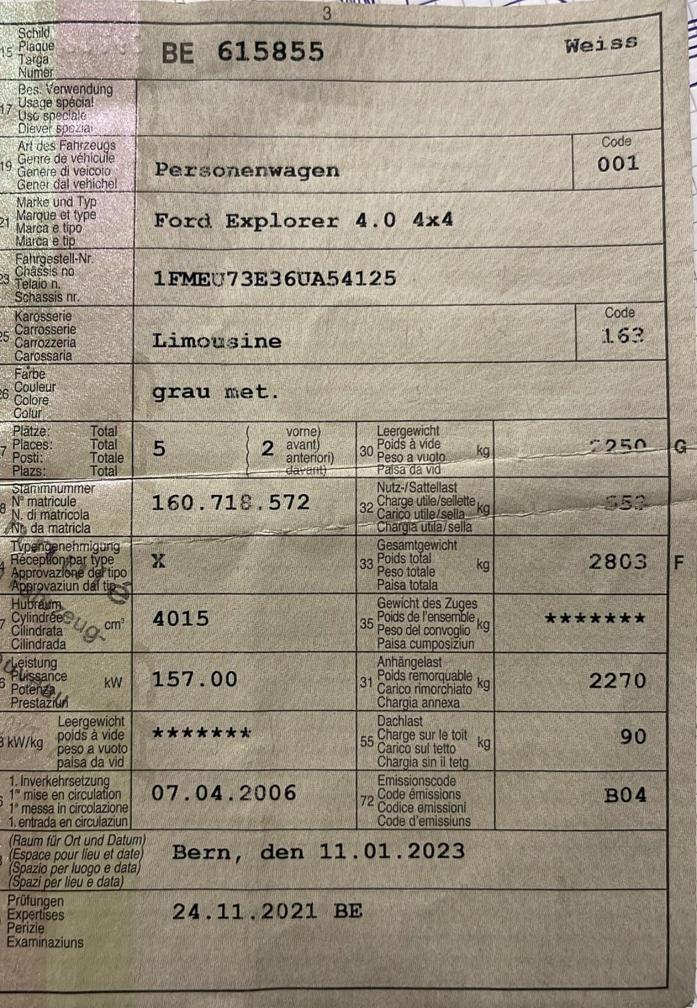 3
15 Schild
Plaque
Targa
Numer
BE 615855 Weiss
17 Bes. Verwendung
Usage spécial
Uso speciale
Diever spezial
19 Art des Fahrzeugs
Genre de véhicule
Genere di veicolo
Gener dal vehichel
Personenwagen
Code
001
21 Marke und Typ
Marque et type
Marca e tipo
Marca e tip
Ford Explorer 4.0 4x4
23 Fahrgestell-Nr.
Châssis no
Telaio n.
Schassis nr.
1FMEU73E36UA54125
25 Karosserie
Carrosserie
Carrozzeria
Carossaria
Limousine
Code
163
26 Farbe
Couleur
Colore
Colur
grau met.
7 Plätze: Total
Places: Total
Posti: Totale
Plazs: Total
5
( 2 vorne)
avant)
anteriori)
davant)
30 Leergewicht
Poids à vide
Peso a vuoto
Paisa da vid
kg
2250 G
8 Stammnummer
N° matricule
N. di matricola
Nr. da matricla
160.718.572
32 Nutz-/Sattellast
Charge utile/sellette
Carico utile/sella
Chargia utila/sella
kg
553
Typengenehmigung
Réception par type
Approvazione del tipo
Approvaziun dal tip
X
33 Gesamtgewicht
Poids total
Peso totale
Paisa totala
kg
2803 F
7 Hubraum
Cylindrée
Cilindrata
Cilindrada
cm³
4015
35 Gewicht des Zuges
Poids de l'ensemble
Peso del convoglio
Paisa cumposiziun
kg
*******
6 Leistung
Puissance
Potenza
Prestaziun
kW
157.00
31 Anhängelast
Poids remorquable
Carico rimorchiato
Chargia annexa
kg
2270
kW/kg
Leergewicht
poids à vide
peso a vuoto
paisa da vid
*******
55 Dachlast
Charge sur le toit
Carico sul tetto
Chargia sin il tetg
kg
90
1. Inverkehrsetzung
1re mise en circulation
1a messa in circolazione
1. entrada en circulaziun
07.04.2006
72 Emissionscode
Code émissions
Codice emissioni
Code d'emissiuns
B04
(Raum für Ort und Datum)
(Espace pour lieu et date)
(Spazio per luogo e data)
(Spazi per lieu e data)
Bern, den 11.01.2023
Prüfungen
Expertises
Perizie
Examinaziuns
24.11.2021 BE